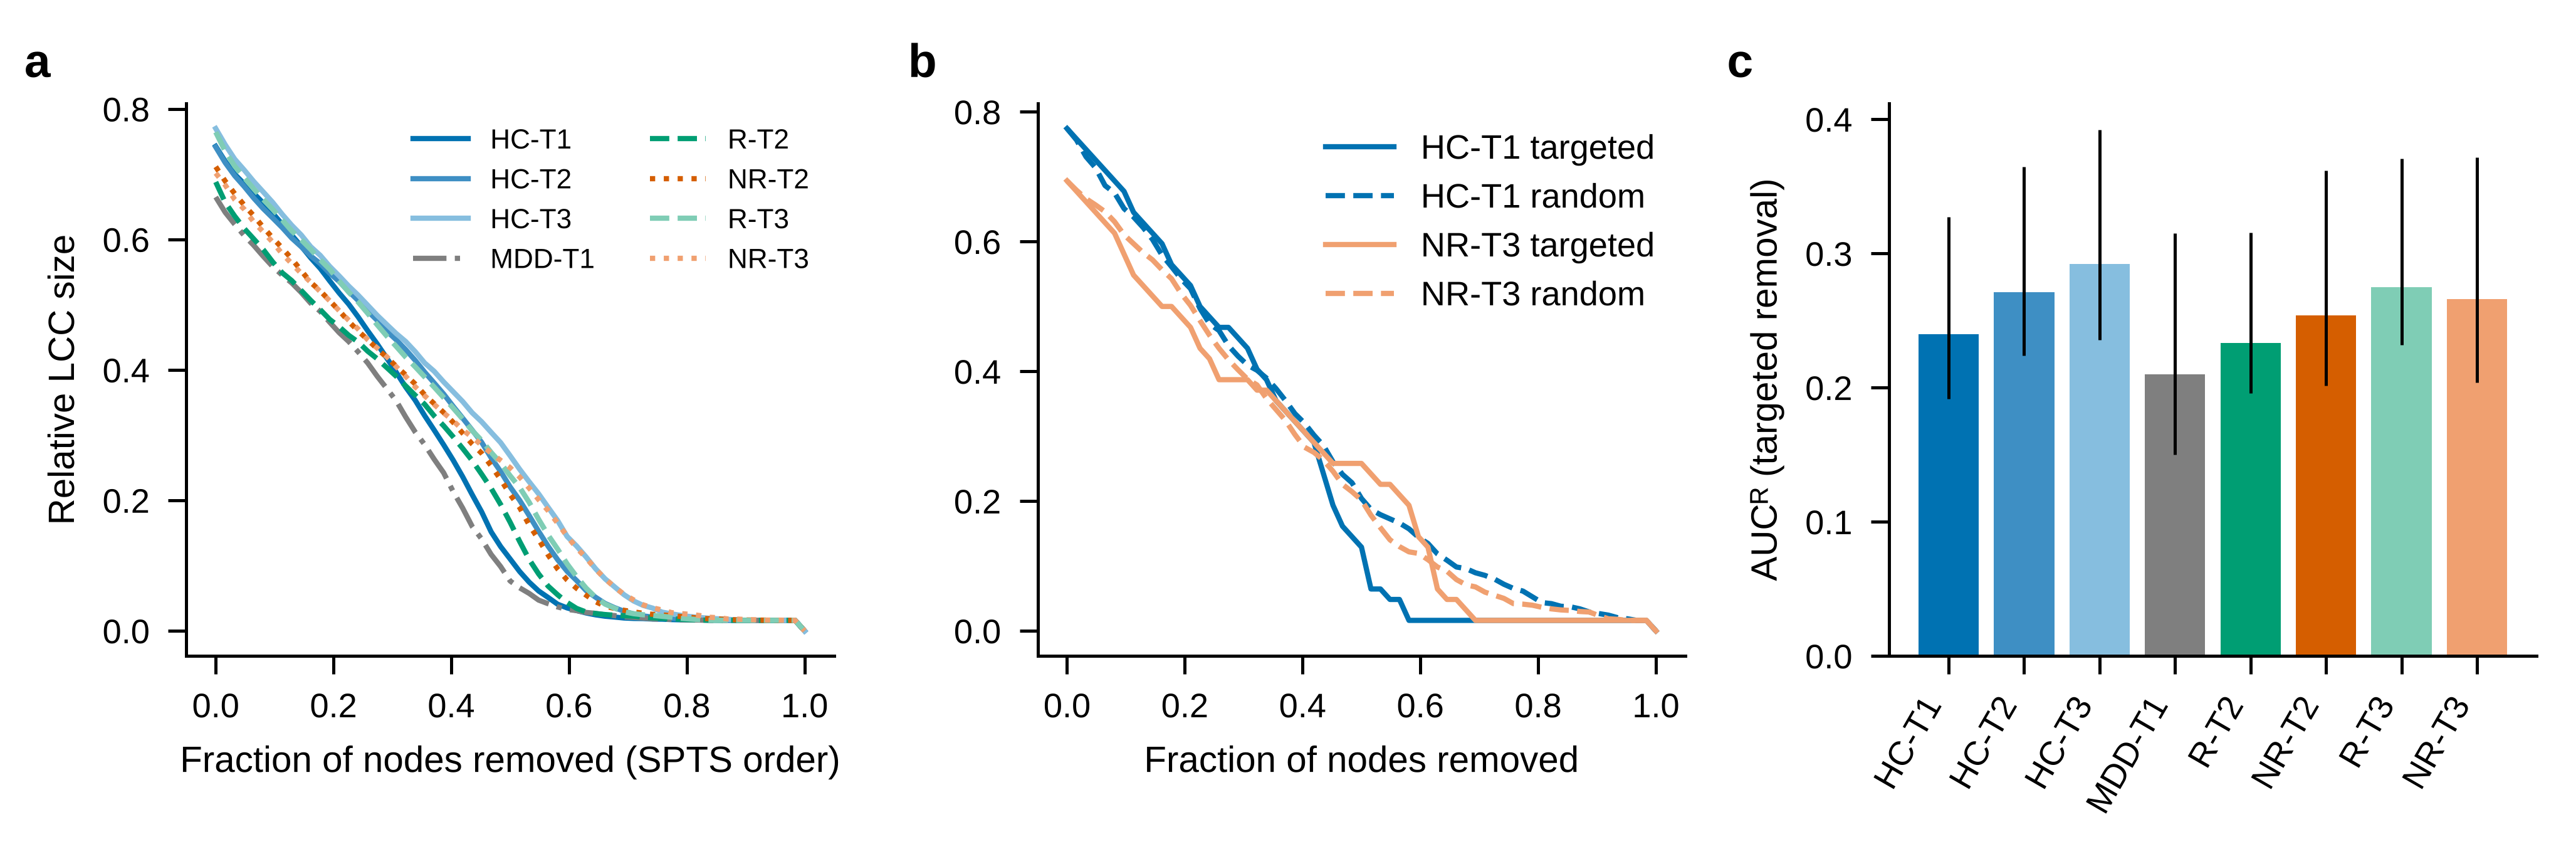 a
0.8
0.6
0.4
0.2
0.0
Relative LCC size
HC-T1
HC-T2
HC-T3
MDD-T1
R-T2
NR-T2
R-T3
NR-T3
0.0 0.2 0.4 0.6 0.8 1.0
Fraction of nodes removed (SPTS order)
b
0.8
0.6
0.4
0.2
0.0
HC-T1 targeted
HC-T1 random
NR-T3 targeted
NR-T3 random
0.0 0.2 0.4 0.6 0.8 1.0
Fraction of nodes removed
c
0.4
0.3
0.2
0.1
0.0
AUCᴿ (targeted removal)
HC-T1
HC-T2
HC-T3
MDD-T1
R-T2
NR-T2
R-T3
NR-T3